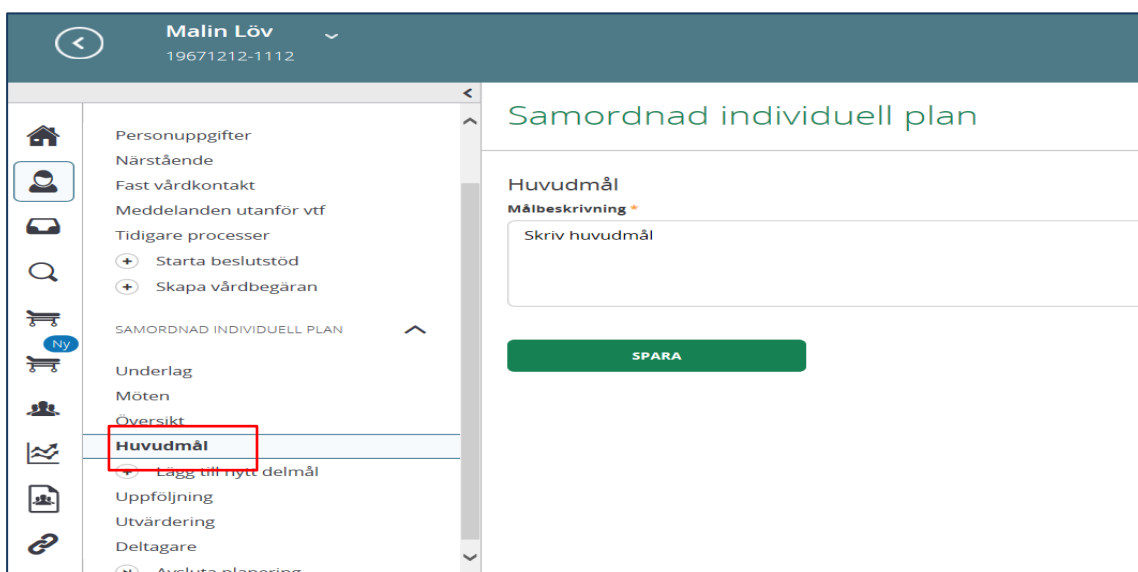 Malin Löv
19671212-1112
Personuppgifter
Närstående
Fast vårdkontakt
Meddelanden utanför vtf
Tidigare processer
Starta beslutstöd
Skapa vårdbegäran
Ny
SAMORDNAD INDIVIDUELL PLAN
Underlag
Möten
Översikt
Huvudmål
Lägg till nytt delmål
Uppföljning
Utvärdering
Deltagare
Avsluta planering
Samordnad individuell plan
Huvudmål
Målbeskrivning *
Skriv huvudmål
SPARA